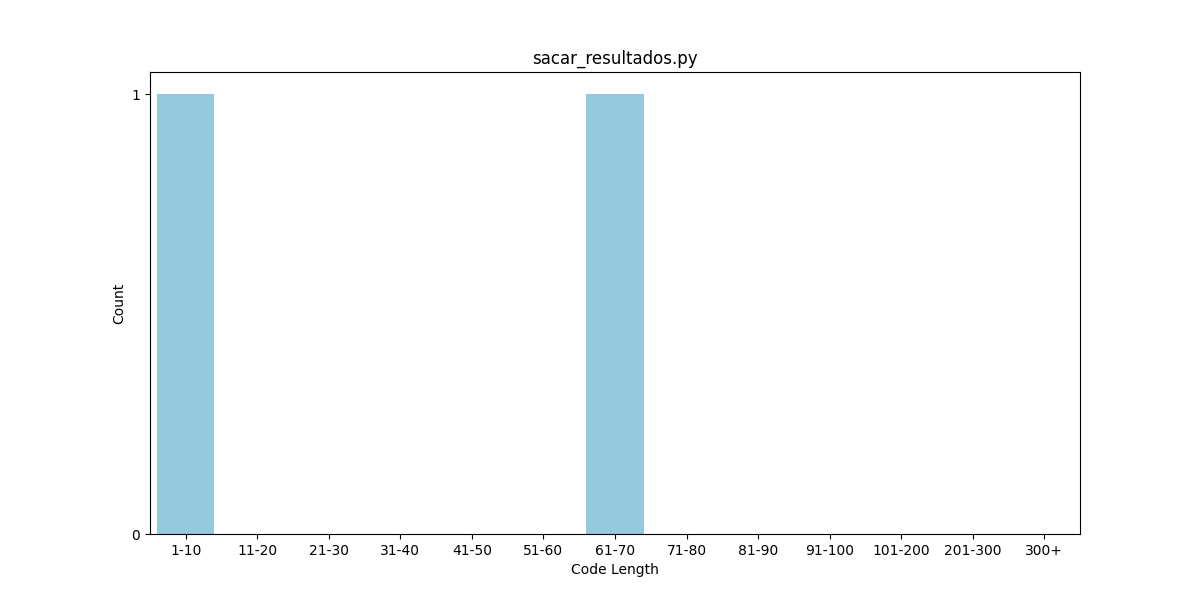 sacar_resultados.py
1
Count
0
1-10 11-20 21-30 31-40 41-50 51-60 61-70 71-80 81-90 91-100 101-200 201-300 300+
Code Length